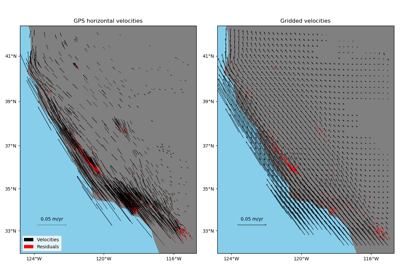 GPS horizontal velocities
Gridded velocities
41°N
39°N
37°N
35°N
33°N
41°N
39°N
37°N
35°N
33°N
0.05 m/yr
0.05 m/yr
Velocities
Residuals
124°W
120°W
116°W
124°W
120°W
116°W